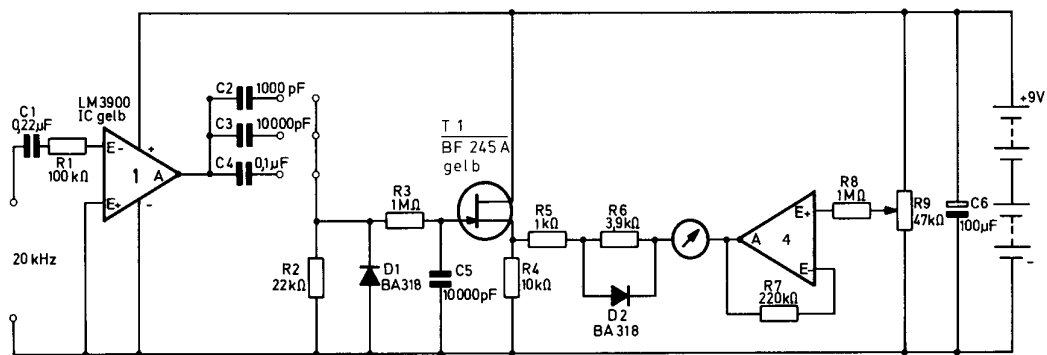 C1
0,22µF
R1
100kΩ
20 kHz
LM3900
IC gelb
E-
E+
1
A
+
-
C2
1000 pF
C3
10000pF
C4
0,1µF
R2
22kΩ
D1
BA318
R3
1MΩ
C5
10000pF
T 1
BF 245 A
gelb
R4
10kΩ
R5
1kΩ
R6
3,9kΩ
D2
BA 318
A
4
E+
E-
R7
220kΩ
R8
1MΩ
R9
47kΩ
C6
100µF
+9V
-